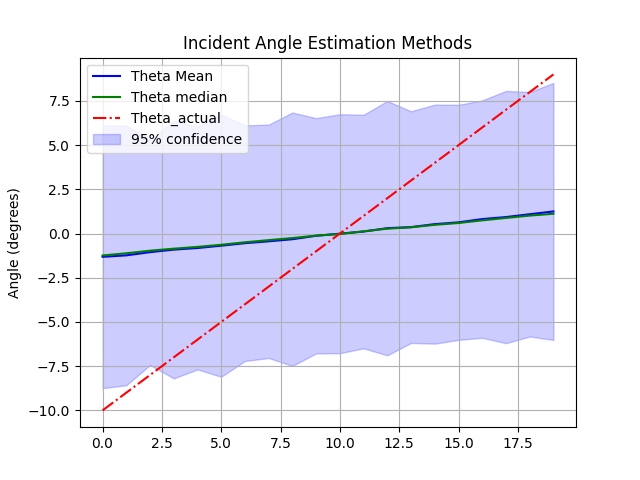 Incident Angle Estimation Methods
Theta Mean
Theta median
Theta_actual
95% confidence
Angle (degrees)
7.5
5.0
2.5
0.0
−2.5
−5.0
−7.5
−10.0
0.0 2.5 5.0 7.5 10.0 12.5 15.0 17.5